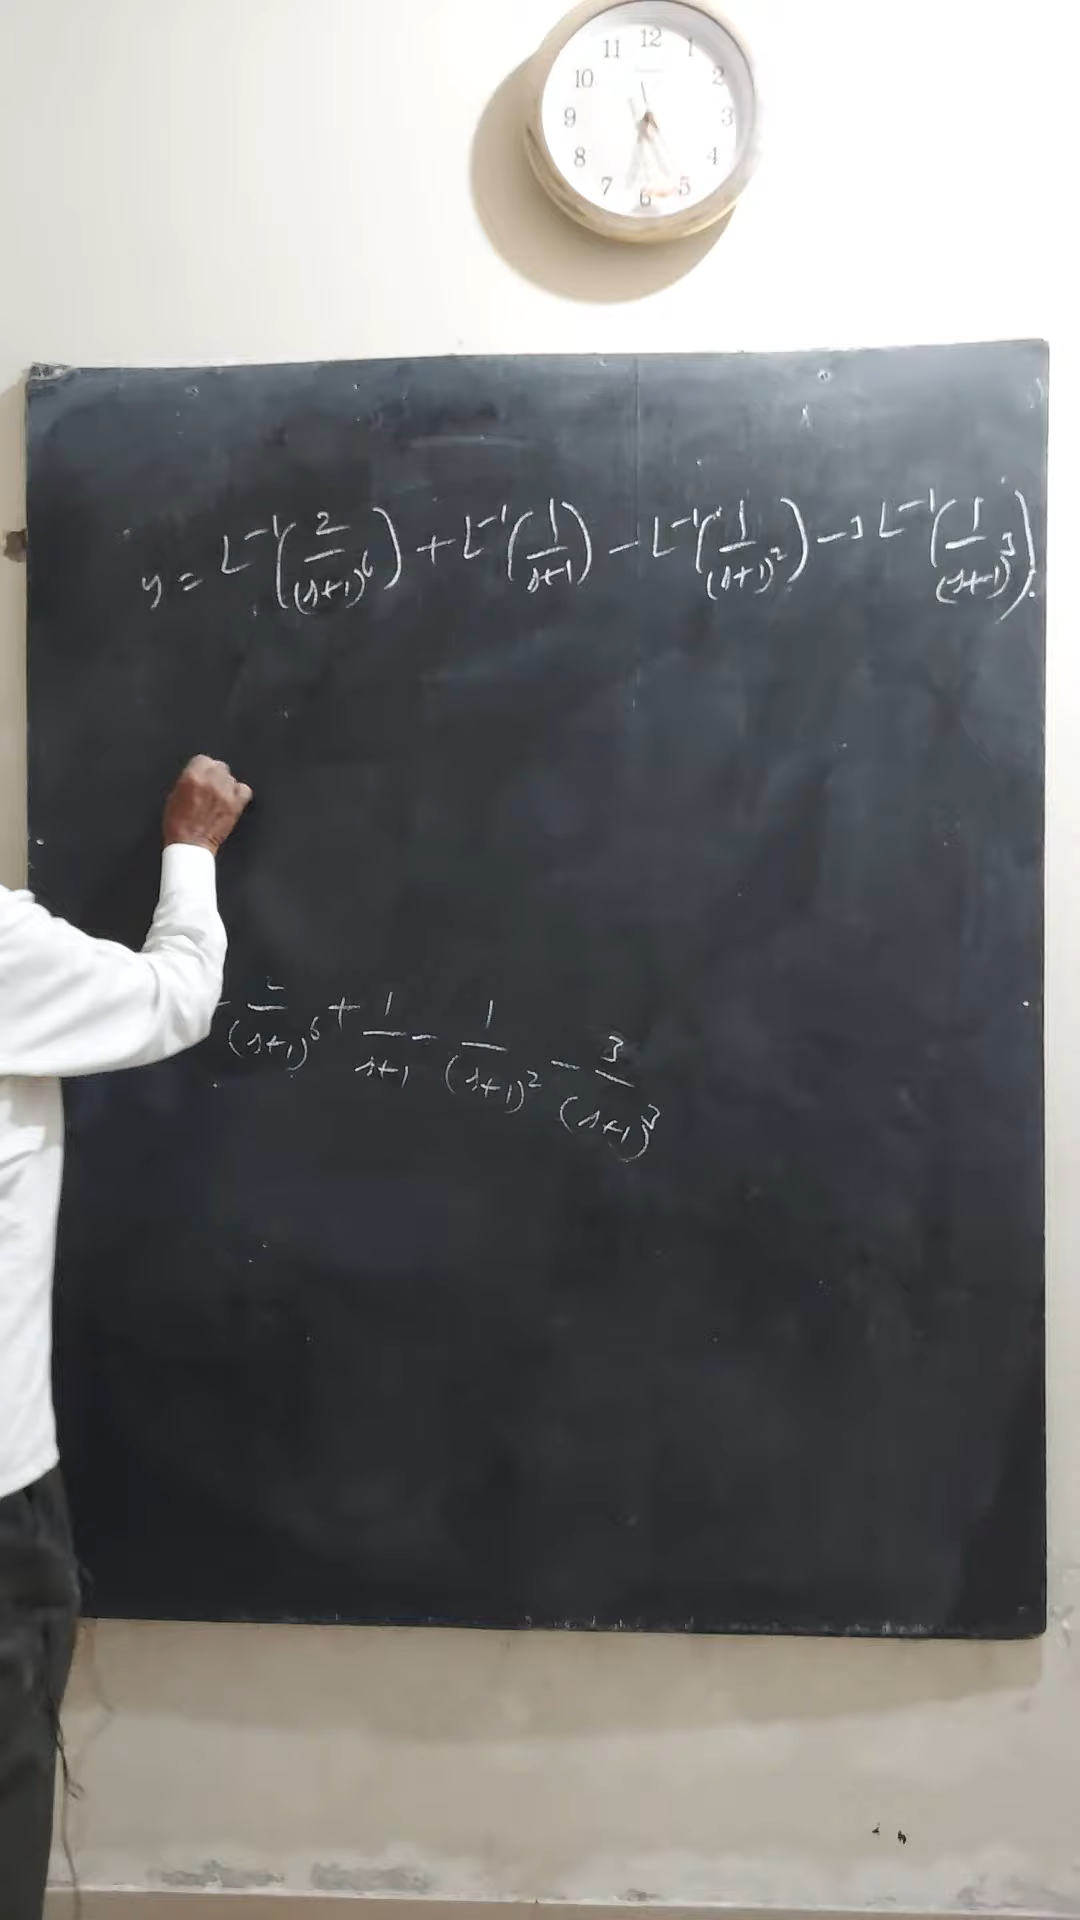 12
11 1
10 2
9 3
8 4
7 6 5
y = L⁻¹(2/(s+1)⁶) + L⁻¹(1/s+1) - L⁻¹(1/(s+1)²) - 3 L⁻¹(1/(s+1)³).
2/(s+1)⁶ + 1/s+1 - 1/(s+1)² - 3/(s+1)³